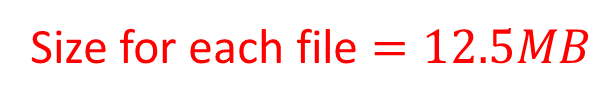 Size for each file = 12.5MB